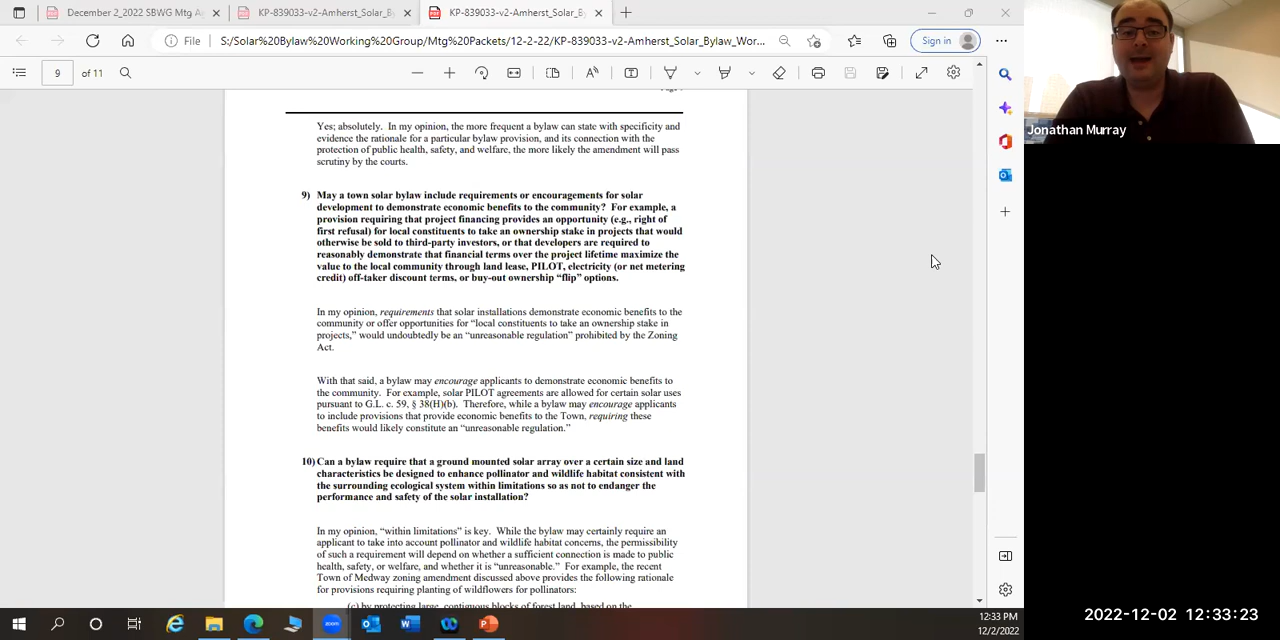 December 2_2022 SBWG Mtg Ag
KP-839033-v2-Amherst_Solar_By
KP-839033-v2-Amherst_Solar_By
File
S:/Solar%20Bylaw%20Working%20Group/Mtg%20Packets/12-2-22/KP-839033-v2-Amherst_Solar_Bylaw_Wor...
Sign in
9 of 11
Jonathan Murray
Yes; absolutely. In my opinion, the more frequent a bylaw can state with specificity and
evidence the rationale for a particular bylaw provision, and its connection with the
protection of public health, safety, and welfare, the more likely the amendment will pass
scrutiny by the courts.
9) May a town solar bylaw include requirements or encouragements for solar
development to demonstrate economic benefits to the community? For example, a
provision requiring that project financing provides an opportunity (e.g., right of
first refusal) for local constituents to take an ownership stake in projects that would
otherwise be sold to third-party investors, or that developers are required to
reasonably demonstrate that financial terms over the project lifetime maximize the
value to the local community through land lease, PILOT, electricity (or net metering
credit) off-taker discount terms, or buy-out ownership “flip” options.
In my opinion, requirements that solar installations demonstrate economic benefits to the
community or offer opportunities for “local constituents to take an ownership stake in
projects,” would undoubtedly be an “unreasonable regulation” prohibited by the Zoning
Act.
With that said, a bylaw may encourage applicants to demonstrate economic benefits to
the community. For example, solar PILOT agreements are allowed for certain solar uses
pursuant to G.L. c. 59, § 38(H)(b). Therefore, while a bylaw may encourage applicants
to include provisions that provide economic benefits to the Town, requiring these
benefits would likely constitute an “unreasonable regulation.”
10) Can a bylaw require that a ground mounted solar array over a certain size and land
characteristics be designed to enhance pollinator and wildlife habitat consistent with
the surrounding ecological system within limitations so as not to endanger the
performance and safety of the solar installation?
In my opinion, “within limitations” is key. While the bylaw may certainly require an
applicant to take into account pollinator and wildlife habitat concerns, the permissibility
of such a requirement will depend on whether a sufficient connection is made to public
health, safety, or welfare, and whether it is “unreasonable.” For example, the recent
Town of Medway zoning amendment discussed above provides the following rationale
for provisions requiring planting of wildflowers for pollinators:
(c) by protecting large, contiguous blocks of forest land, based on the
zoom
12:33 PM
12/2/2022
2022-12-02 12:33:23